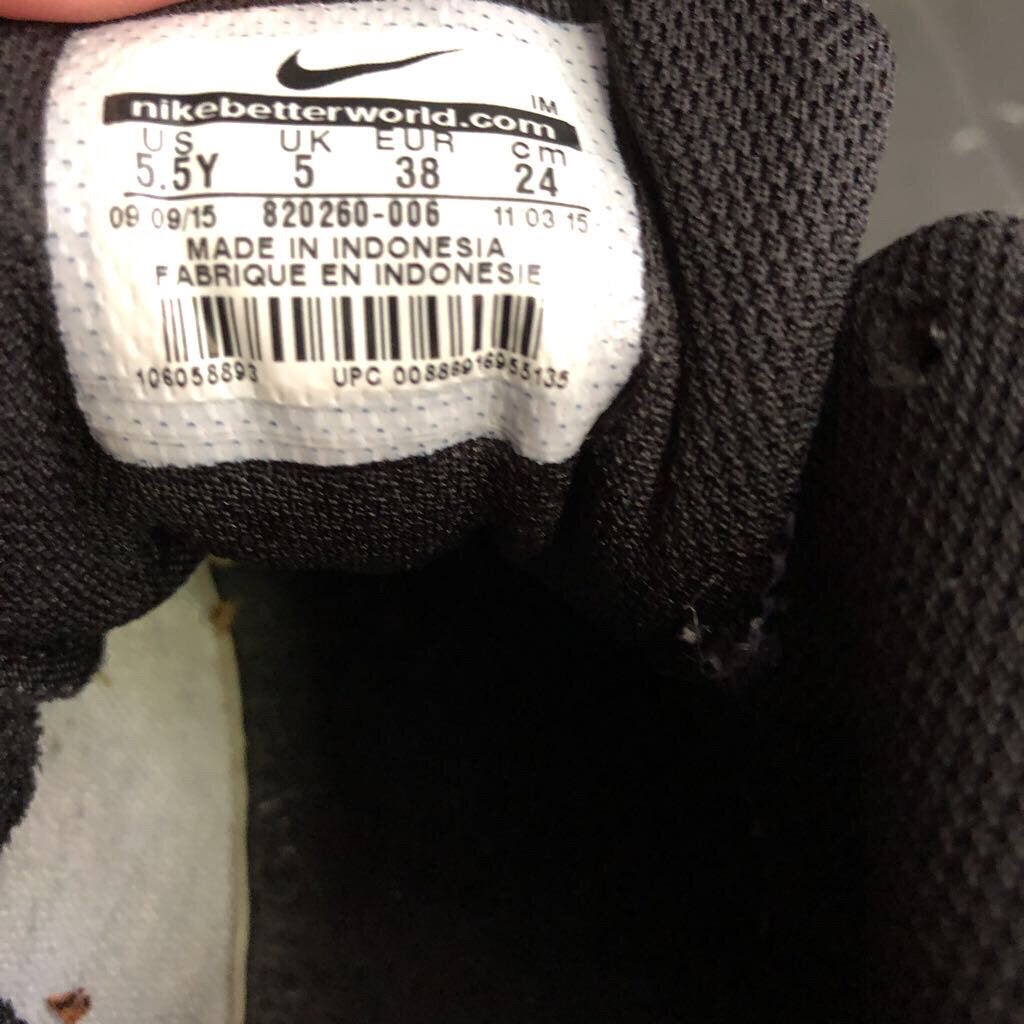 nikebetterworld.com IM
US UK EUR cm
5.5Y 5 38 24
09 09/15 820260-006 11 03 15
MADE IN INDONESIA
FABRIQUE EN INDONESIE
106058893 UPC 00888916955135